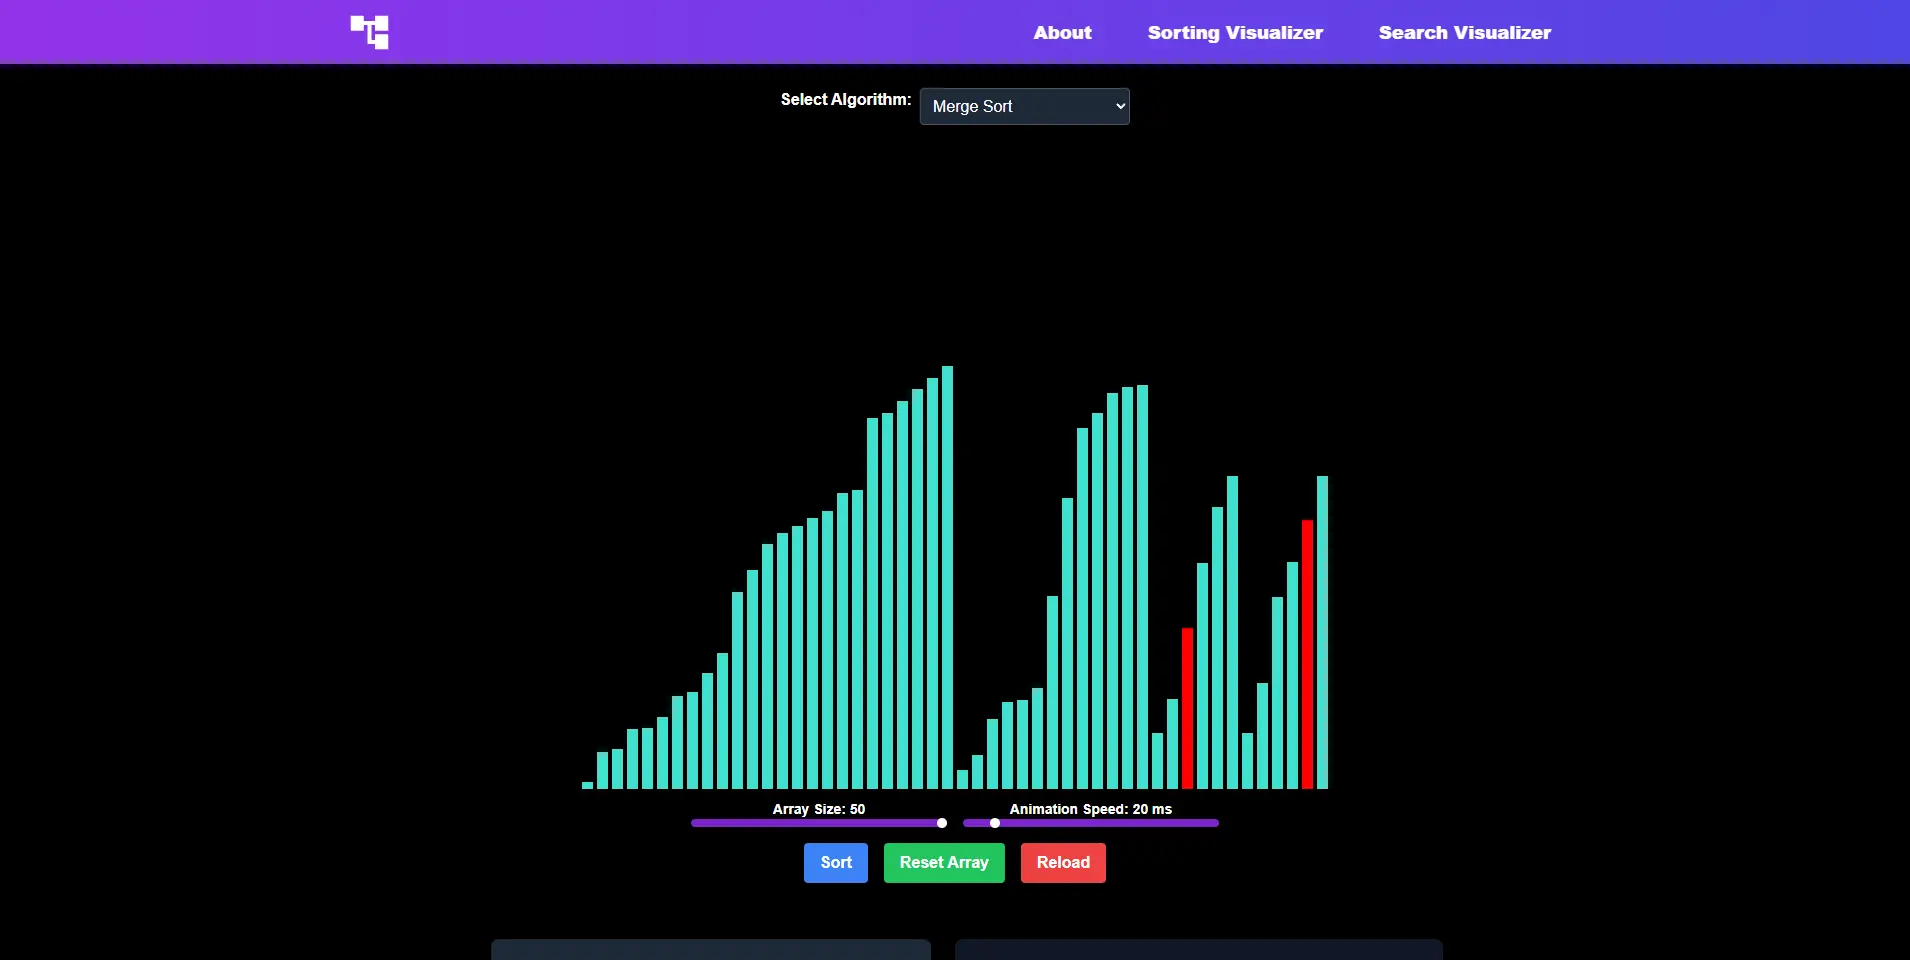 About
Sorting Visualizer
Search Visualizer
Select Algorithm:
Merge Sort
Array Size: 50
Animation Speed: 20 ms
Sort
Reset Array
Reload